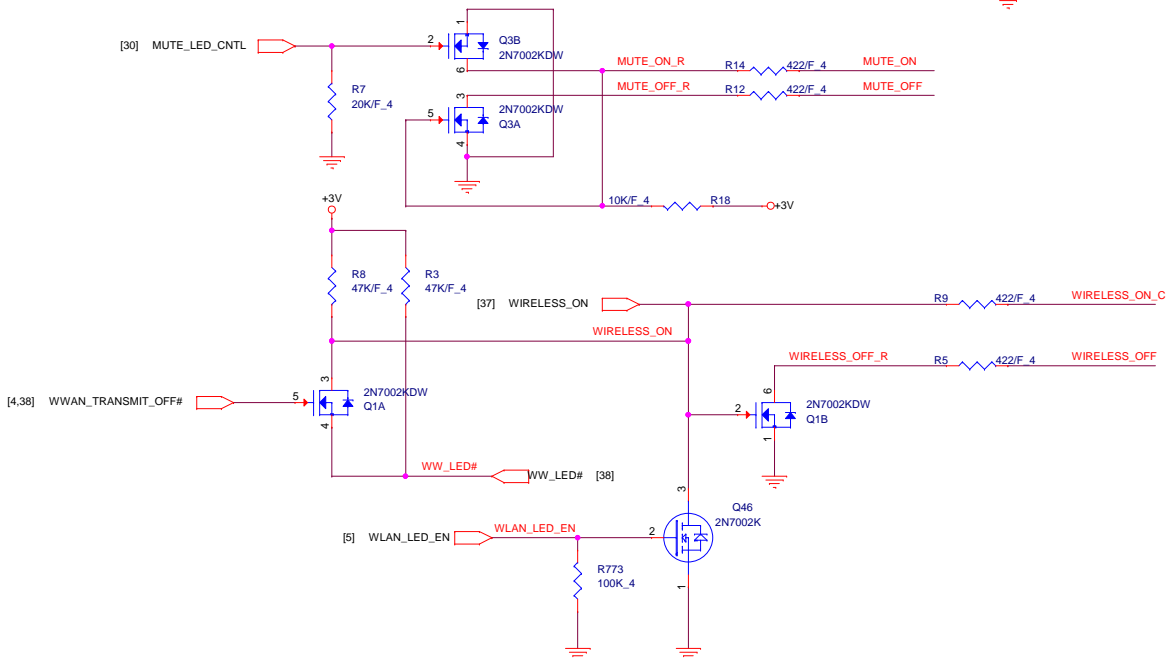 1
[30] MUTE_LED_CNTL
2
Q3B
2N7002KDW
6
MUTE_ON_R
R14
422/F_4
MUTE_ON
R7
20K/F_4
3
MUTE_OFF_R
R12
422/F_4
MUTE_OFF
5
2N7002KDW
Q3A
4
+3V
10K/F_4
R18
+3V
R8
47K/F_4
R3
47K/F_4
[37] WIRELESS_ON
R9
422/F_4
WIRELESS_ON_C
WIRELESS_ON
WIRELESS_OFF_R
R5
422/F_4
WIRELESS_OFF
3
[4,38] WWAN_TRANSMIT_OFF#
5
2N7002KDW
Q1A
4
6
2
2N7002KDW
Q1B
1
WW_LED#
WW_LED# [38]
3
Q46
2N7002K
[5] WLAN_LED_EN
WLAN_LED_EN
2
R773
100K_4
1